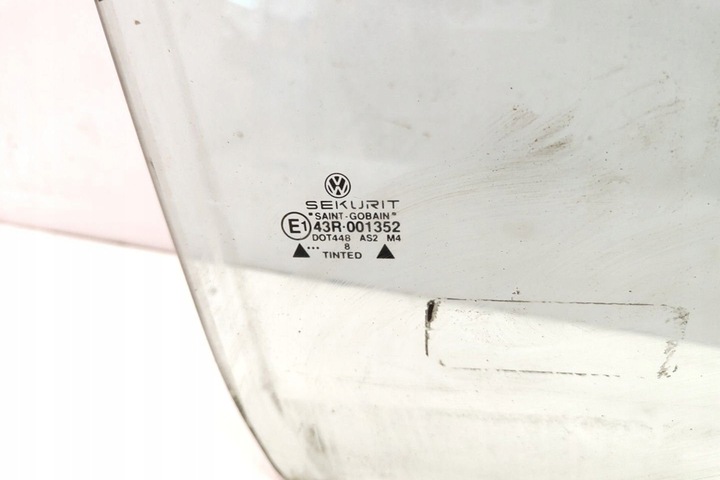 SEKURIT
"SAINT-GOBAIN"
E1 43R-001352
DOT448 AS2 M4
... 8
TINTED